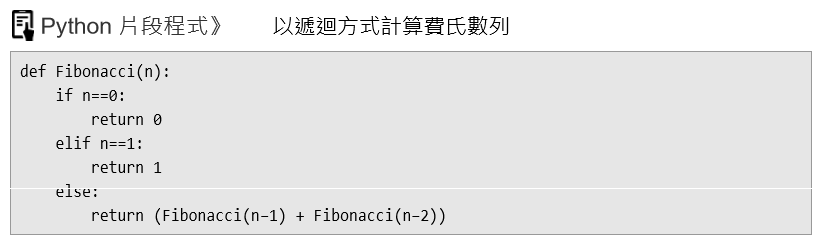 Python 片段程式》 以遞迴方式計算費氏數列
def Fibonacci(n):
    if n==0:
        return 0
    elif n==1:
        return 1
    else:
        return (Fibonacci(n-1) + Fibonacci(n-2))